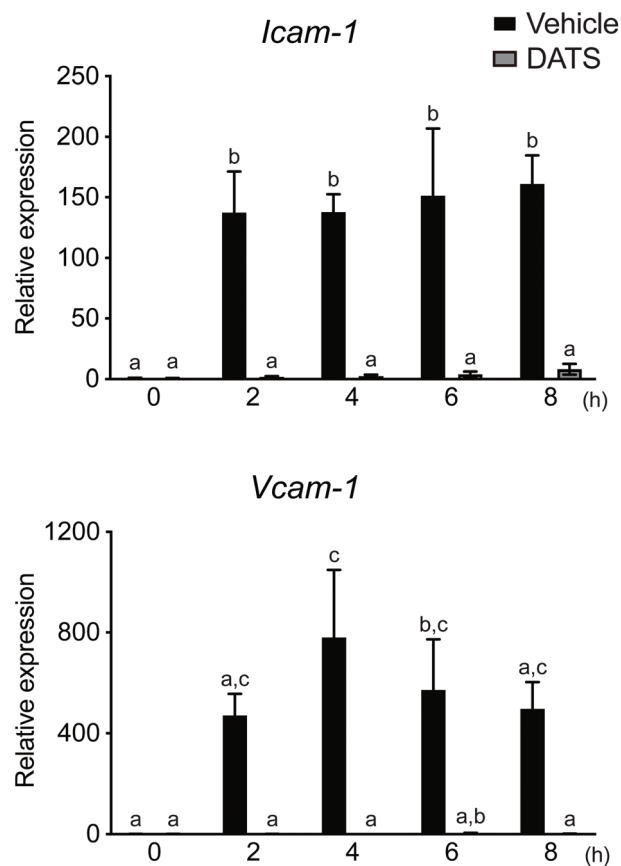 Icam-1
Vehicle
DATS
Relative expression
250
200
150
100
50
0
a a b a b a b a b a
0 2 4 6 8 (h)
Vcam-1
Relative expression
1200
800
400
0
a a a,c a c a b,c a,b a,c a
0 2 4 6 8 (h)